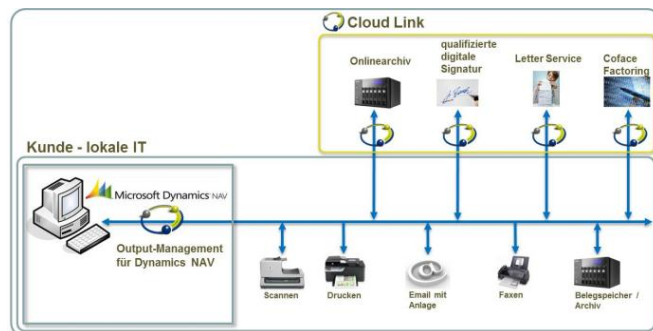 Cloud Link
Onlinearchiv
qualifizierte
digitale
Signatur
Letter Service
Coface
Factoring
Kunde - lokale IT
Microsoft Dynamics NAV
Output-Management
für Dynamics NAV
Scannen
Drucken
Email mit
Anlage
Faxen
Belegspeicher /
Archiv